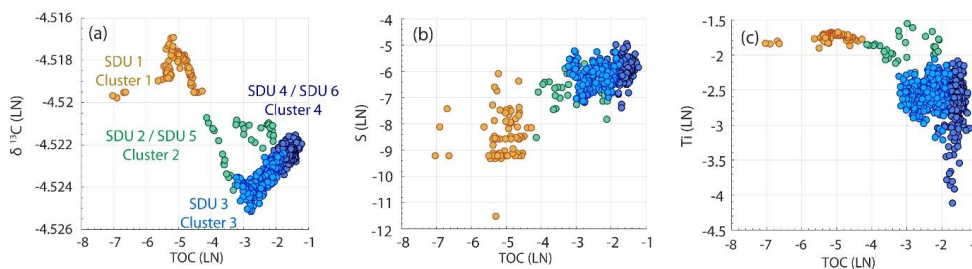 (a)
δ ¹³C (LN)
-4.516
-4.518
-4.52
-4.522
-4.524
-4.526
SDU 1
Cluster 1
SDU 4 / SDU 6
Cluster 4
SDU 2 / SDU 5
Cluster 2
SDU 3
Cluster 3
-8 -7 -6 -5 -4 -3 -2 -1
TOC (LN)
(b)
S (LN)
-4
-5
-6
-7
-8
-9
-10
-11
-12
-8 -7 -6 -5 -4 -3 -2 -1
TOC (LN)
(c)
Ti (LN)
-1.5
-2
-2.5
-3
-3.5
-4
-4.5
-8 -7 -6 -5 -4 -3 -2 -1
TOC (LN)